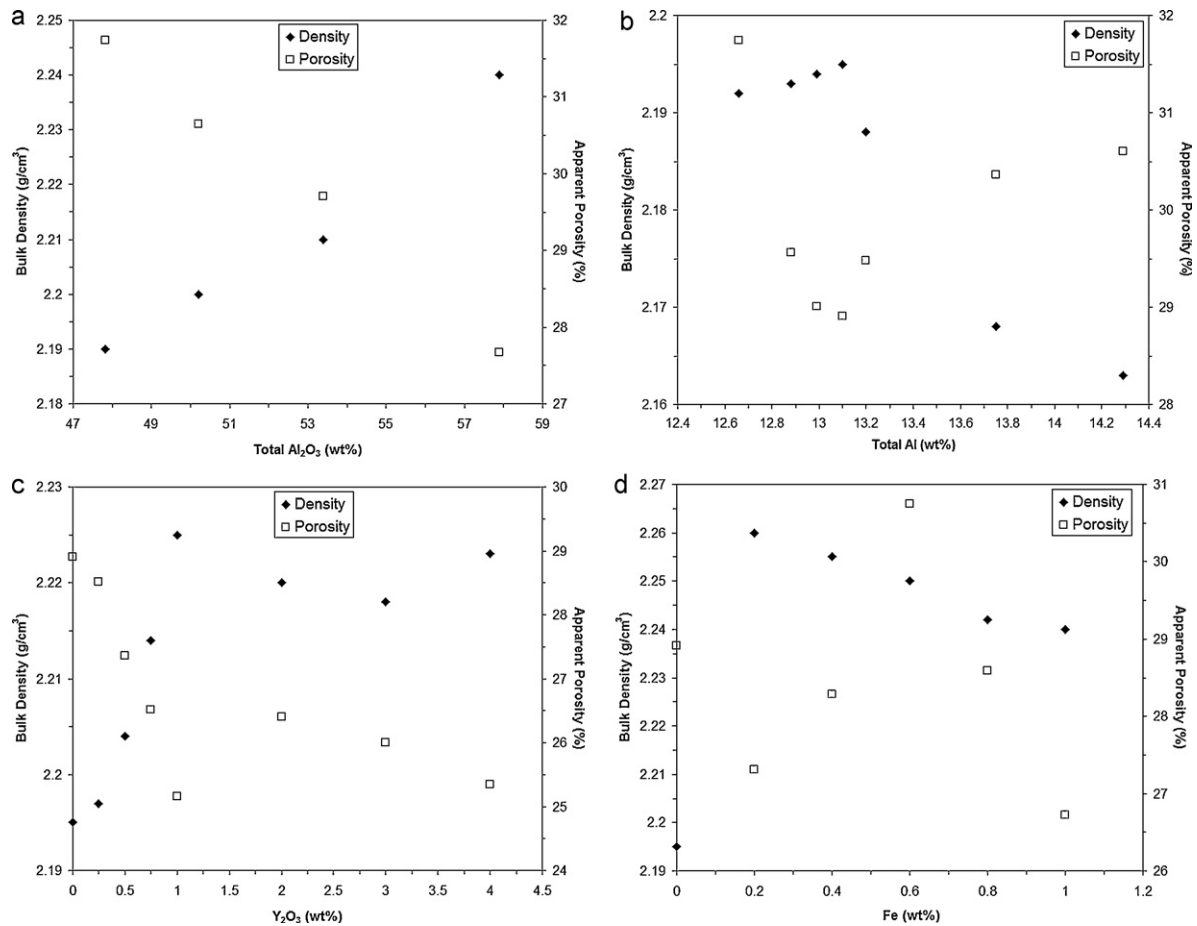 a
2.25
2.24
2.23
2.22
2.21
2.2
2.19
2.18
Bulk Density (g/cm³)
Density
Porosity
32
31
30
29
28
27
Apparent Porosity (%)
47 49 51 53 55 57 59
Total Al₂O₃ (wt%)
b
2.2
2.19
2.18
2.17
2.16
Bulk Density (g/cm³)
Density
Porosity
32
31
30
29
28
Apparent Porosity (%)
12.4 12.6 12.8 13 13.2 13.4 13.6 13.8 14 14.2 14.4
Total Al (wt%)
c
2.23
2.22
2.21
2.2
2.19
Bulk Density (g/cm³)
Density
Porosity
30
29
28
27
26
25
24
Apparent Porosity (%)
0 0.5 1 1.5 2 2.5 3 3.5 4 4.5
Y₂O₃ (wt%)
d
2.27
2.26
2.25
2.24
2.23
2.22
2.21
2.2
2.19
Bulk Density (g/cm³)
Density
Porosity
31
30
29
28
27
26
Apparent Porosity (%)
0 0.2 0.4 0.6 0.8 1 1.2
Fe (wt%)